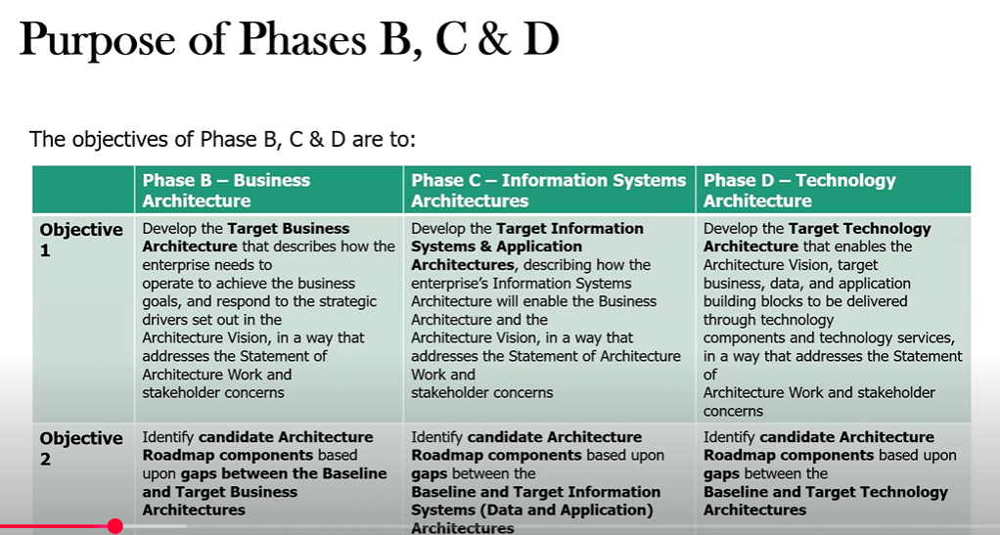 Purpose of Phases B, C & D
The objectives of Phase B, C & D are to:
Phase B – Business
Architecture
Phase C – Information Systems
Architectures
Phase D – Technology
Architecture
Objective
1
Develop the Target Business
Architecture that describes how the
enterprise needs to
operate to achieve the business
goals, and respond to the strategic
drivers set out in the
Architecture Vision, in a way that
addresses the Statement of
Architecture Work and
stakeholder concerns
Develop the Target Information
Systems & Application
Architectures, describing how the
enterprise's Information Systems
Architecture will enable the Business
Architecture and the
Architecture Vision, in a way that
addresses the Statement of Architecture
Work and
stakeholder concerns
Develop the Target Technology
Architecture that enables the
Architecture Vision, target
business, data, and application
building blocks to be delivered
through technology
components and technology services,
in a way that addresses the Statement
of
Architecture Work and stakeholder
concerns
Objective
2
Identify candidate Architecture
Roadmap components based
upon gaps between the Baseline
and Target Business
Architectures
Identify candidate Architecture
Roadmap components based upon
gaps between the
Baseline and Target Information
Systems (Data and Application)
Architectures
Identify candidate Architecture
Roadmap components based upon
gaps between the
Baseline and Target Technology
Architectures